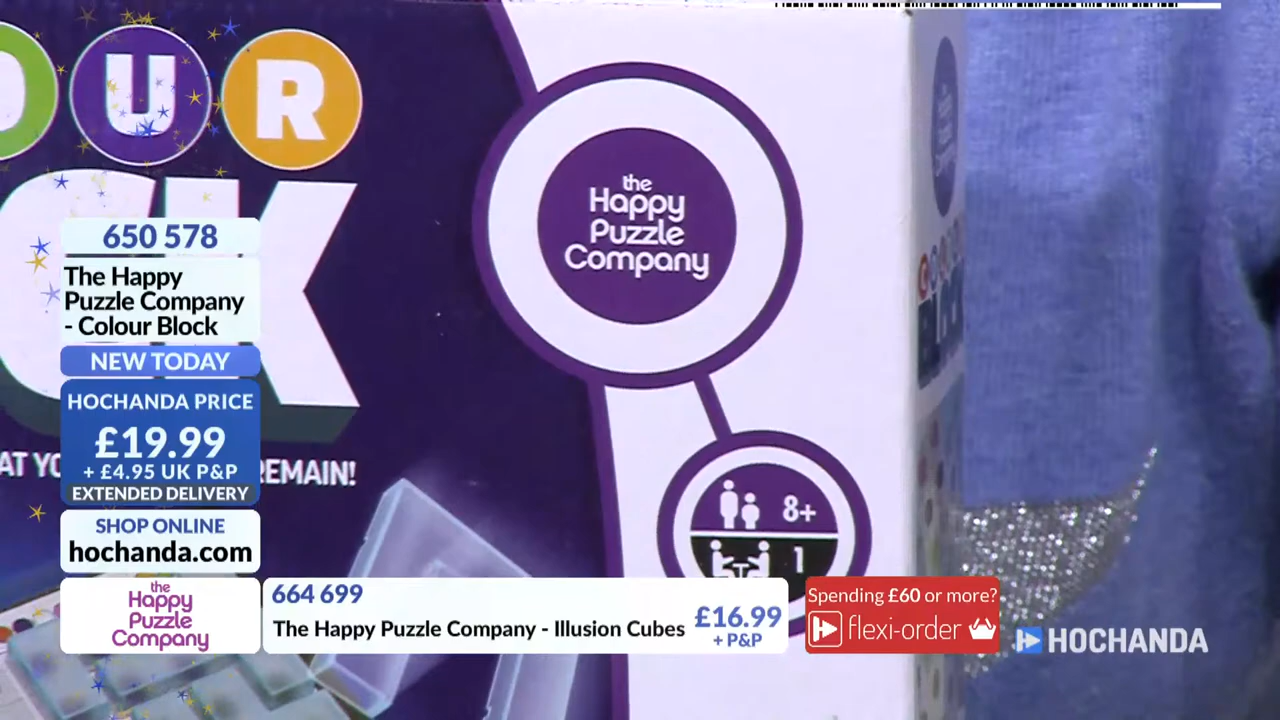 UR
CK
the
Happy
Puzzle
Company
650 578
The Happy
Puzzle Company
- Colour Block
NEW TODAY
HOCHANDA PRICE
£19.99
+ £4.95 UK P&P
EXTENDED DELIVERY
REMAIN!
8+
1
SHOP ONLINE
hochanda.com
the
Happy
Puzzle
Company
664 699
The Happy Puzzle Company - Illusion Cubes
£16.99
+ P&P
Spending £60 or more?
flexi-order
HOCHANDA